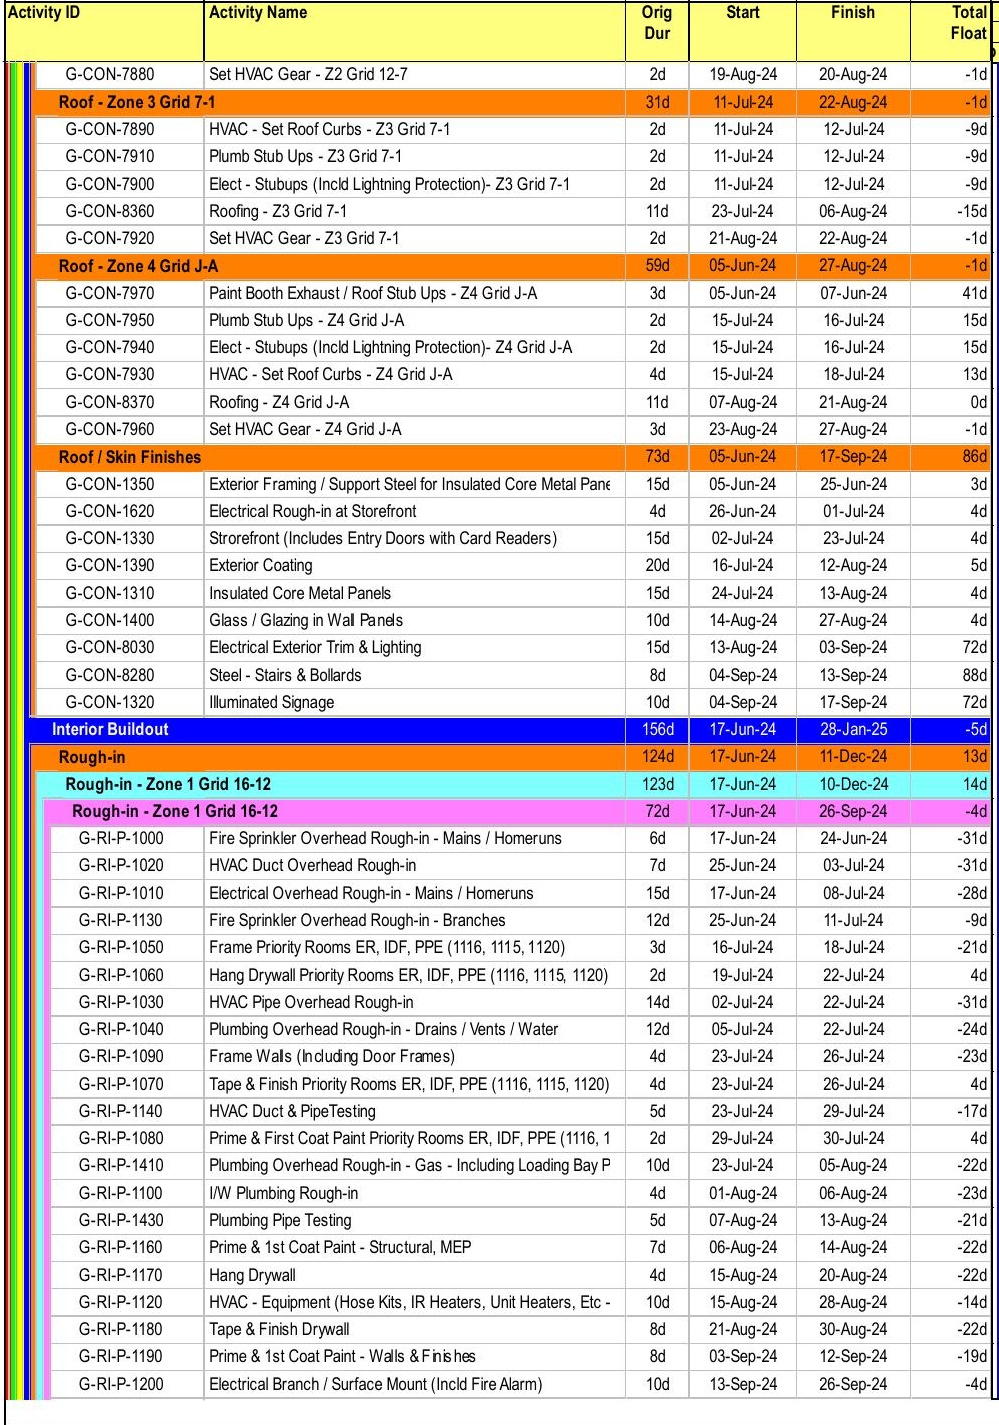 Activity ID Activity Name Orig Dur Start Finish Total Float
G-CON-7880 Set HVAC Gear - Z2 Grid 12-7 2d 19-Aug-24 20-Aug-24 -1d
Roof - Zone 3 Grid 7-1 31d 11-Jul-24 22-Aug-24 -1d
G-CON-7890 HVAC - Set Roof Curbs - Z3 Grid 7-1 2d 11-Jul-24 12-Jul-24 -9d
G-CON-7910 Plumb Stub Ups - Z3 Grid 7-1 2d 11-Jul-24 12-Jul-24 -9d
G-CON-7900 Elect - Stubups (Incld Lightning Protection)- Z3 Grid 7-1 2d 11-Jul-24 12-Jul-24 -9d
G-CON-8360 Roofing - Z3 Grid 7-1 11d 23-Jul-24 06-Aug-24 -15d
G-CON-7920 Set HVAC Gear - Z3 Grid 7-1 2d 21-Aug-24 22-Aug-24 -1d
Roof - Zone 4 Grid J-A 59d 05-Jun-24 27-Aug-24 -1d
G-CON-7970 Paint Booth Exhaust / Roof Stub Ups - Z4 Grid J-A 3d 05-Jun-24 07-Jun-24 41d
G-CON-7950 Plumb Stub Ups - Z4 Grid J-A 2d 15-Jul-24 16-Jul-24 15d
G-CON-7940 Elect - Stubups (Incld Lightning Protection)- Z4 Grid J-A 2d 15-Jul-24 16-Jul-24 15d
G-CON-7930 HVAC - Set Roof Curbs - Z4 Grid J-A 4d 15-Jul-24 18-Jul-24 13d
G-CON-8370 Roofing - Z4 Grid J-A 11d 07-Aug-24 21-Aug-24 0d
G-CON-7960 Set HVAC Gear - Z4 Grid J-A 3d 23-Aug-24 27-Aug-24 -1d
Roof / Skin Finishes 73d 05-Jun-24 17-Sep-24 86d
G-CON-1350 Exterior Framing / Support Steel for Insulated Core Metal Pane 15d 05-Jun-24 25-Jun-24 3d
G-CON-1620 Electrical Rough-in at Storefront 4d 26-Jun-24 01-Jul-24 4d
G-CON-1330 Strorefront (Includes Entry Doors with Card Readers) 15d 02-Jul-24 23-Jul-24 4d
G-CON-1390 Exterior Coating 20d 16-Jul-24 12-Aug-24 5d
G-CON-1310 Insulated Core Metal Panels 15d 24-Jul-24 13-Aug-24 4d
G-CON-1400 Glass / Glazing in Wall Panels 10d 14-Aug-24 27-Aug-24 4d
G-CON-8030 Electrical Exterior Trim & Lighting 15d 13-Aug-24 03-Sep-24 72d
G-CON-8280 Steel - Stairs & Bollards 8d 04-Sep-24 13-Sep-24 88d
G-CON-1320 Illuminated Signage 10d 04-Sep-24 17-Sep-24 72d
Interior Buildout 156d 17-Jun-24 28-Jan-25 -5d
Rough-in 124d 17-Jun-24 11-Dec-24 13d
Rough-in - Zone 1 Grid 16-12 123d 17-Jun-24 10-Dec-24 14d
Rough-in - Zone 1 Grid 16-12 72d 17-Jun-24 26-Sep-24 -4d
G-RI-P-1000 Fire Sprinkler Overhead Rough-in - Mains / Homeruns 6d 17-Jun-24 24-Jun-24 -31d
G-RI-P-1020 HVAC Duct Overhead Rough-in 7d 25-Jun-24 03-Jul-24 -31d
G-RI-P-1010 Electrical Overhead Rough-in - Mains / Homeruns 15d 17-Jun-24 08-Jul-24 -28d
G-RI-P-1130 Fire Sprinkler Overhead Rough-in - Branches 12d 25-Jun-24 11-Jul-24 -9d
G-RI-P-1050 Frame Priority Rooms ER, IDF, PPE (1116, 1115, 1120) 3d 16-Jul-24 18-Jul-24 -21d
G-RI-P-1060 Hang Drywall Priority Rooms ER, IDF, PPE (1116, 1115, 1120) 2d 19-Jul-24 22-Jul-24 4d
G-RI-P-1030 HVAC Pipe Overhead Rough-in 14d 02-Jul-24 22-Jul-24 -31d
G-RI-P-1040 Plumbing Overhead Rough-in - Drains / Vents / Water 12d 05-Jul-24 22-Jul-24 -24d
G-RI-P-1090 Frame Walls (Including Door Frames) 4d 23-Jul-24 26-Jul-24 -23d
G-RI-P-1070 Tape & Finish Priority Rooms ER, IDF, PPE (1116, 1115, 1120) 4d 23-Jul-24 26-Jul-24 4d
G-RI-P-1140 HVAC Duct & PipeTesting 5d 23-Jul-24 29-Jul-24 -17d
G-RI-P-1080 Prime & First Coat Paint Priority Rooms ER, IDF, PPE (1116, 1 2d 29-Jul-24 30-Jul-24 4d
G-RI-P-1410 Plumbing Overhead Rough-in - Gas - Including Loading Bay P 10d 23-Jul-24 05-Aug-24 -22d
G-RI-P-1100 I/W Plumbing Rough-in 4d 01-Aug-24 06-Aug-24 -23d
G-RI-P-1430 Plumbing Pipe Testing 5d 07-Aug-24 13-Aug-24 -21d
G-RI-P-1160 Prime & 1st Coat Paint - Structural, MEP 7d 06-Aug-24 14-Aug-24 -22d
G-RI-P-1170 Hang Drywall 4d 15-Aug-24 20-Aug-24 -22d
G-RI-P-1120 HVAC - Equipment (Hose Kits, IR Heaters, Unit Heaters, Etc - 10d 15-Aug-24 28-Aug-24 -14d
G-RI-P-1180 Tape & Finish Drywall 8d 21-Aug-24 30-Aug-24 -22d
G-RI-P-1190 Prime & 1st Coat Paint - Walls & Finishes 8d 03-Sep-24 12-Sep-24 -19d
G-RI-P-1200 Electrical Branch / Surface Mount (Incld Fire Alarm) 10d 13-Sep-24 26-Sep-24 -4d